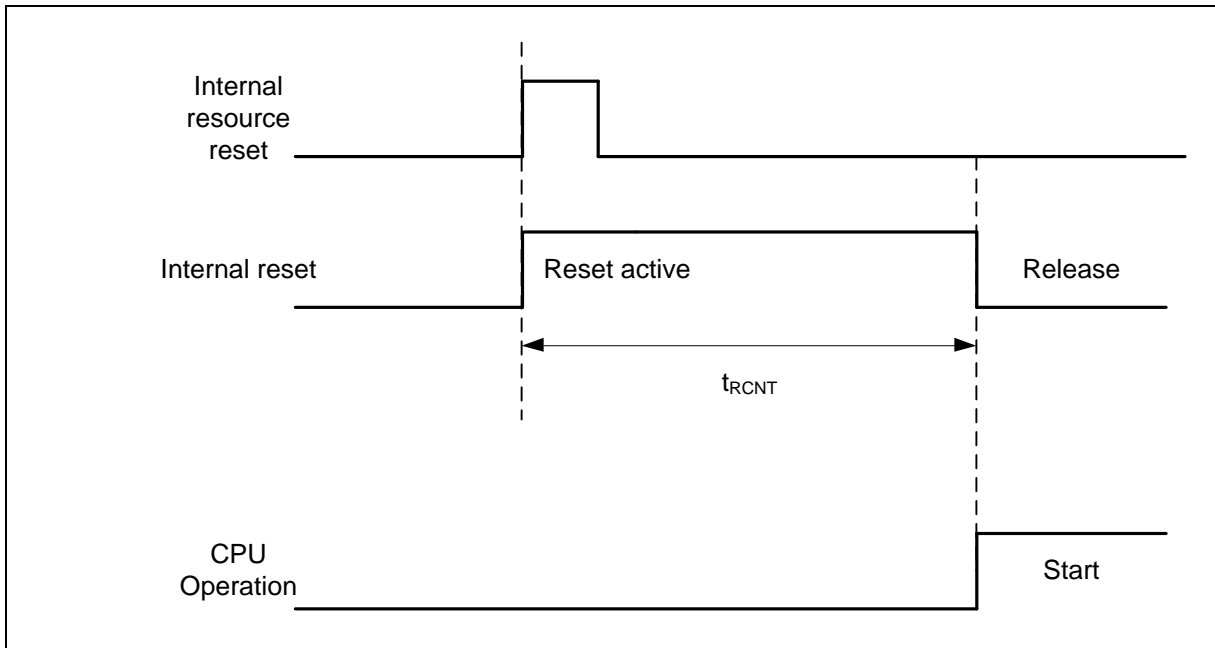 Internal
resource
reset
Internal reset
Reset active
Release
tRCNT
CPU
Operation
Start